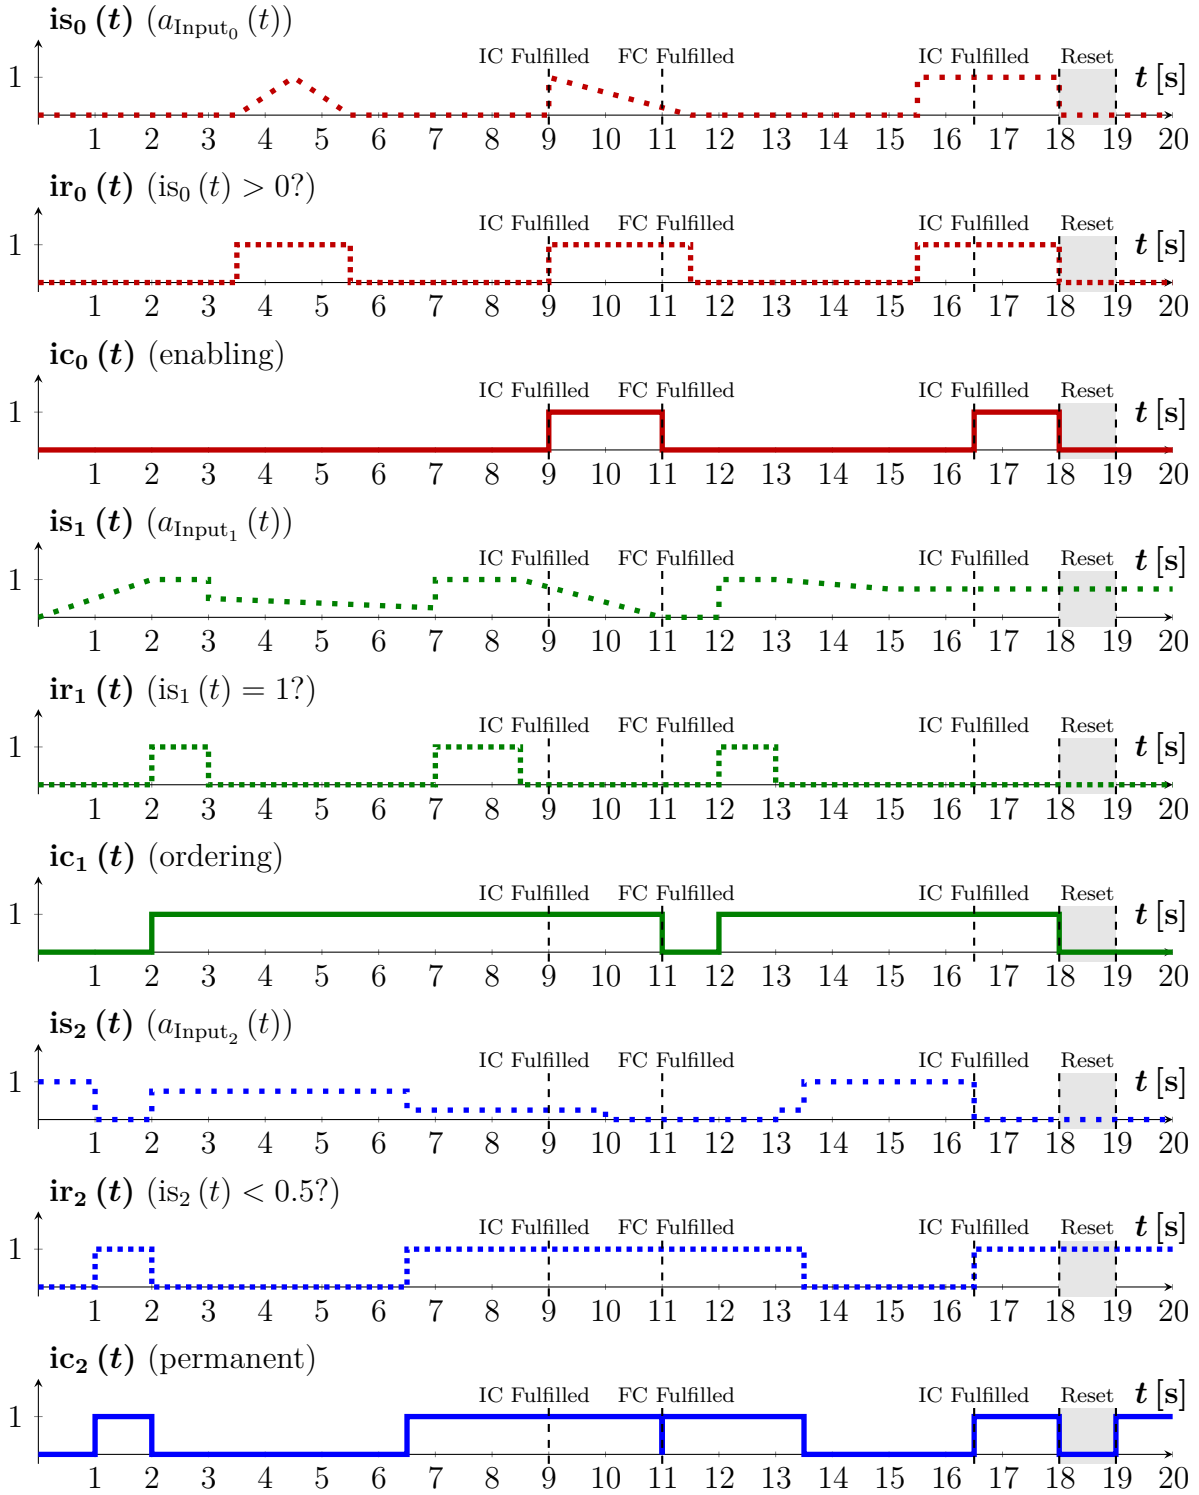 is₀ (t) (a_Input₀ (t))
IC Fulfilled FC Fulfilled IC Fulfilled Reset
1 t [s]
1 2 3 4 5 6 7 8 9 10 11 12 13 14 15 16 17 18 19 20
ir₀ (t) (is₀ (t) > 0?)
IC Fulfilled FC Fulfilled IC Fulfilled Reset
1 t [s]
1 2 3 4 5 6 7 8 9 10 11 12 13 14 15 16 17 18 19 20
ic₀ (t) (enabling)
IC Fulfilled FC Fulfilled IC Fulfilled Reset
1 t [s]
1 2 3 4 5 6 7 8 9 10 11 12 13 14 15 16 17 18 19 20
is₁ (t) (a_Input₁ (t))
IC Fulfilled FC Fulfilled IC Fulfilled Reset
1 t [s]
1 2 3 4 5 6 7 8 9 10 11 12 13 14 15 16 17 18 19 20
ir₁ (t) (is₁ (t) = 1?)
IC Fulfilled FC Fulfilled IC Fulfilled Reset
1 t [s]
1 2 3 4 5 6 7 8 9 10 11 12 13 14 15 16 17 18 19 20
ic₁ (t) (ordering)
IC Fulfilled FC Fulfilled IC Fulfilled Reset
1 t [s]
1 2 3 4 5 6 7 8 9 10 11 12 13 14 15 16 17 18 19 20
is₂ (t) (a_Input₂ (t))
IC Fulfilled FC Fulfilled IC Fulfilled Reset
1 t [s]
1 2 3 4 5 6 7 8 9 10 11 12 13 14 15 16 17 18 19 20
ir₂ (t) (is₂ (t) < 0.5?)
IC Fulfilled FC Fulfilled IC Fulfilled Reset
1 t [s]
1 2 3 4 5 6 7 8 9 10 11 12 13 14 15 16 17 18 19 20
ic₂ (t) (permanent)
IC Fulfilled FC Fulfilled IC Fulfilled Reset
1 t [s]
1 2 3 4 5 6 7 8 9 10 11 12 13 14 15 16 17 18 19 20